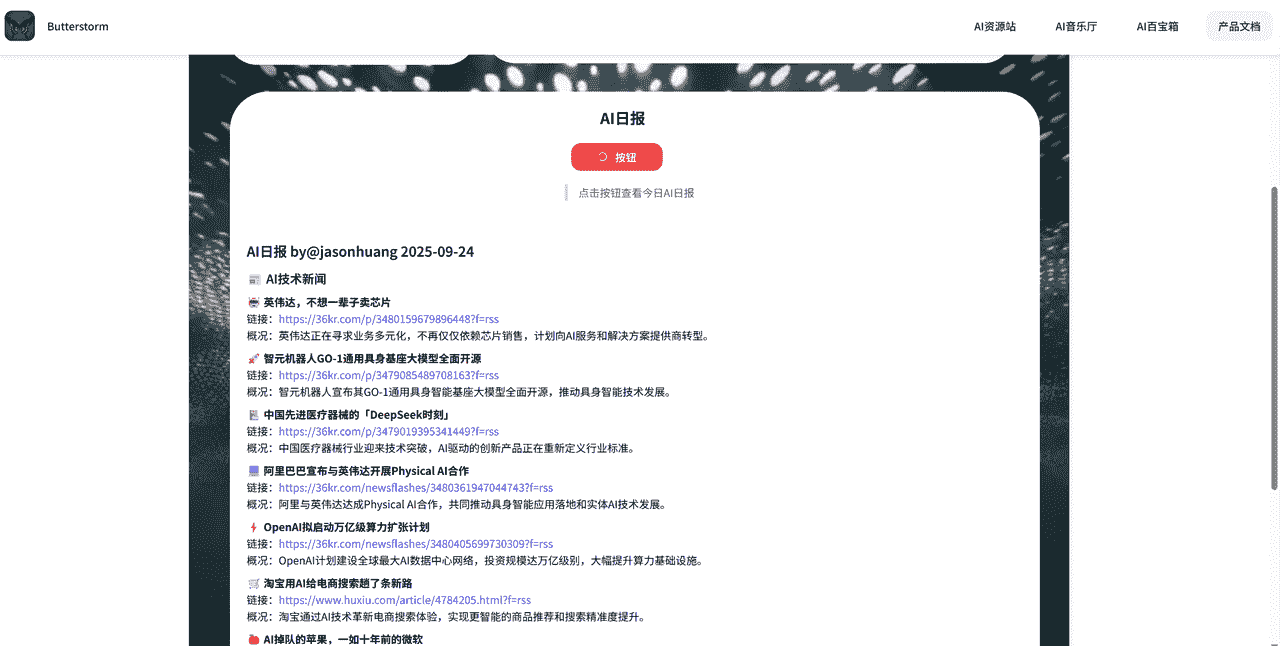 Butterstorm
AI资源站
AI音乐厅
AI百宝箱
产品文档
AI日报
按钮
点击按钮查看今日AI日报
AI日报 by@jasonhuang 2025-09-24
AI技术新闻
英伟达，不想一辈子卖芯片
链接：https://36kr.com/p/3480159679896448?f=rss
概况：英伟达正在寻求业务多元化，不再仅仅依赖芯片销售，计划向AI服务和解决方案提供商转型。
智元机器人GO-1通用具身基座大模型全面开源
链接：https://36kr.com/p/3479085489708163?f=rss
概况：智元机器人宣布其GO-1通用具身智能基座大模型全面开源，推动具身智能技术发展。
中国先进医疗器械的「DeepSeek时刻」
链接：https://36kr.com/p/3479019395341449?f=rss
概况：中国医疗器械行业迎来技术突破，AI驱动的创新产品正在重新定义行业标准。
阿里巴巴宣布与英伟达开展Physical AI合作
链接：https://36kr.com/newsflashes/3480361947044743?f=rss
概况：阿里与英伟达达成Physical AI合作，共同推动具身智能应用落地和实体AI技术发展。
OpenAI拟启动万亿级算力扩张计划
链接：https://36kr.com/newsflashes/3480405699730309?f=rss
概况：OpenAI计划建设全球最大AI数据中心网络，投资规模达万亿级别，大幅提升算力基础设施。
淘宝用AI给电商搜索趟了条新路
链接：https://www.huxiu.com/article/4784205.html?f=rss
概况：淘宝通过AI技术革新电商搜索体验，实现更智能的商品推荐和搜索精准度提升。
AI掉队的苹果，一如十年前的微软